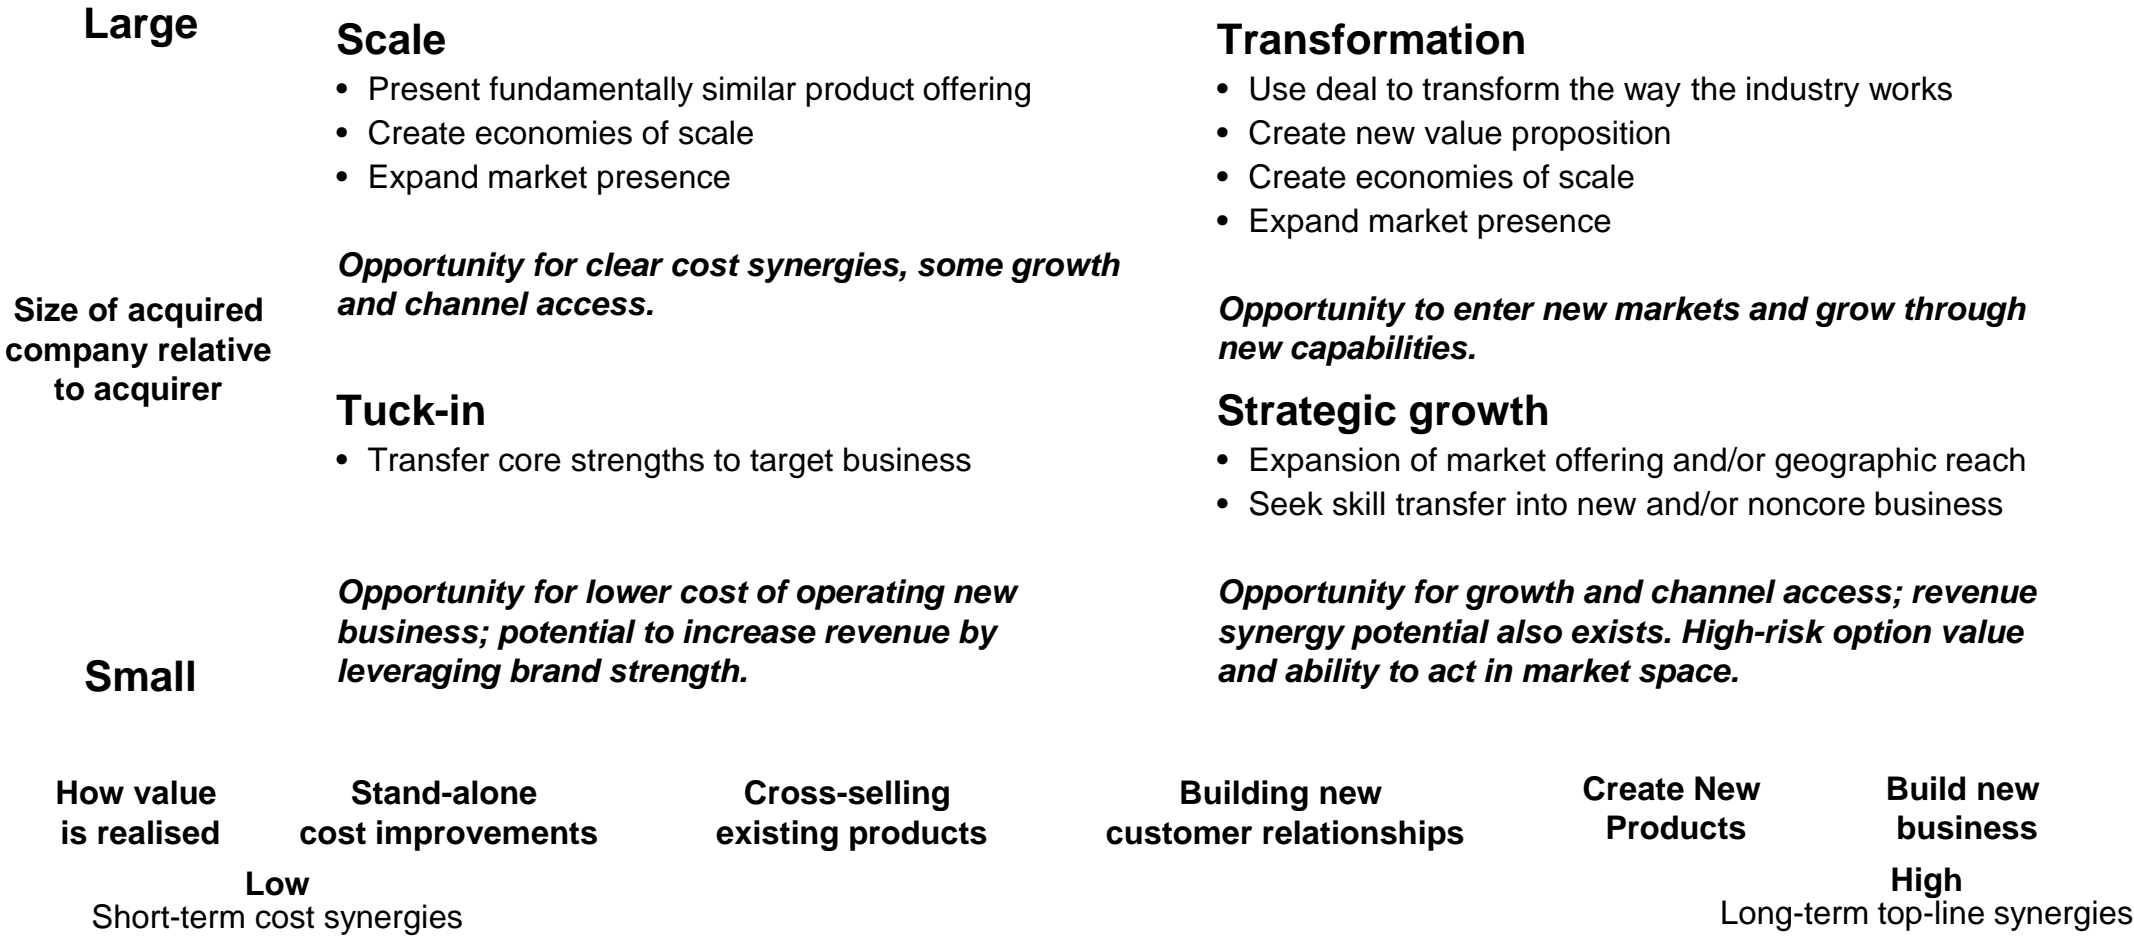 Large
Scale
• Present fundamentally similar product offering
• Create economies of scale
• Expand market presence
Opportunity for clear cost synergies, some growth
and channel access.
Transformation
• Use deal to transform the way the industry works
• Create new value proposition
• Create economies of scale
• Expand market presence
Opportunity to enter new markets and grow through
new capabilities.
Size of acquired
company relative
to acquirer
Tuck-in
• Transfer core strengths to target business
Opportunity for lower cost of operating new
business; potential to increase revenue by
leveraging brand strength.
Strategic growth
• Expansion of market offering and/or geographic reach
• Seek skill transfer into new and/or noncore business
Opportunity for growth and channel access; revenue
synergy potential also exists. High-risk option value
and ability to act in market space.
Small
How value
is realised
Stand-alone
cost improvements
Cross-selling
existing products
Building new
customer relationships
Create New
Products
Build new
business
Low
Short-term cost synergies
High
Long-term top-line synergies